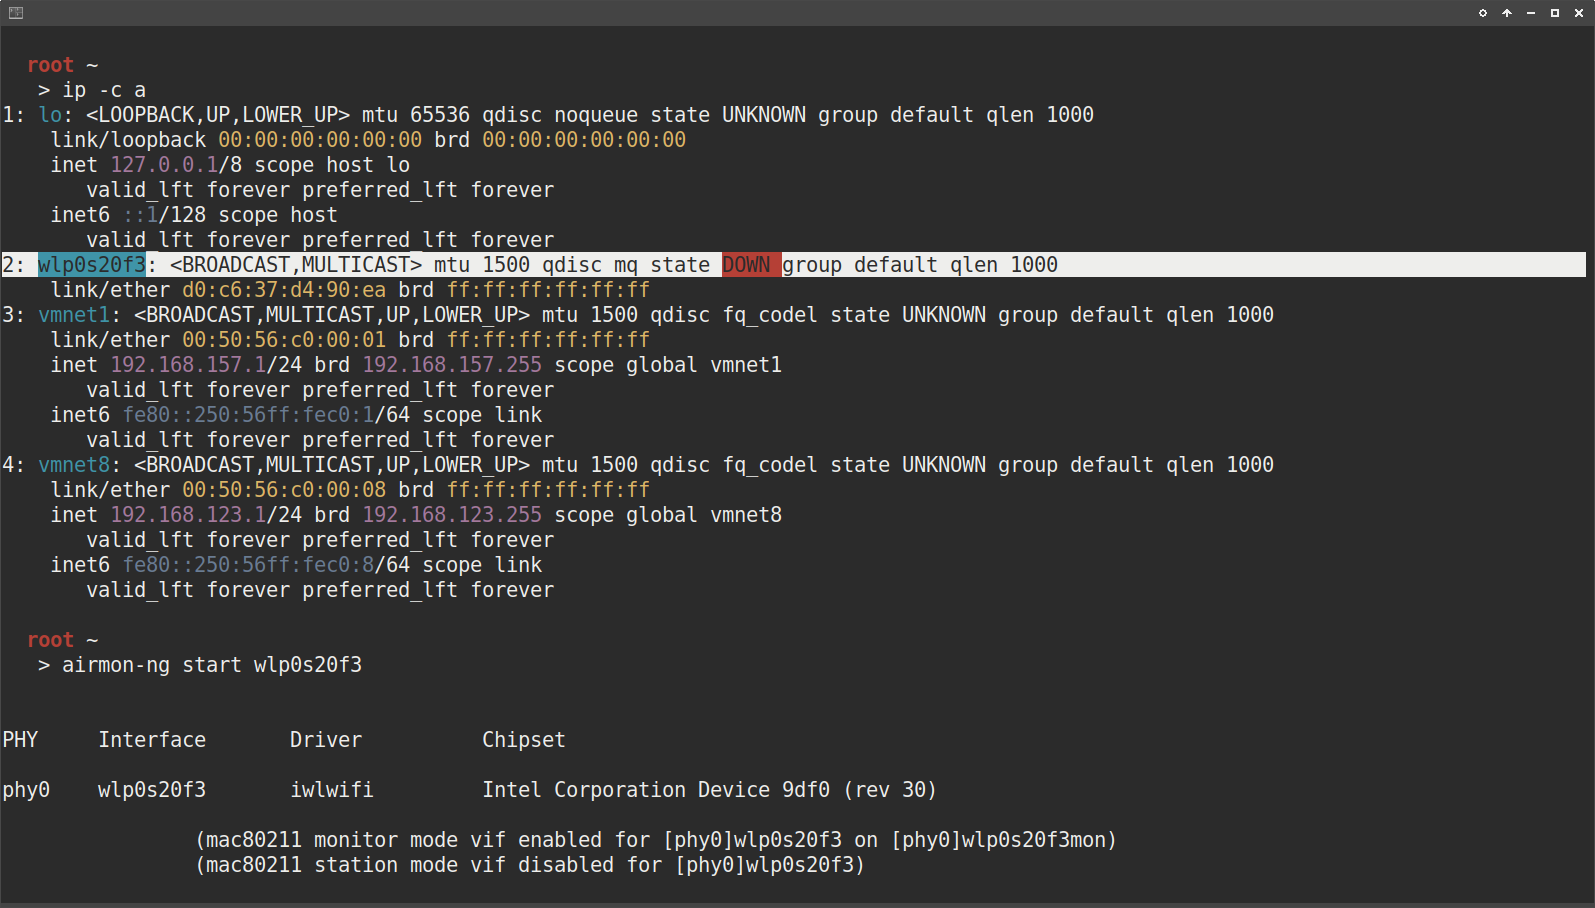 root ~
> ip -c a
1: lo: <LOOPBACK,UP,LOWER_UP> mtu 65536 qdisc noqueue state UNKNOWN group default qlen 1000
link/loopback 00:00:00:00:00:00 brd 00:00:00:00:00:00
inet 127.0.0.1/8 scope host lo
valid_lft forever preferred_lft forever
inet6 ::1/128 scope host
valid_lft forever preferred_lft forever
2: wlp0s20f3: <BROADCAST,MULTICAST> mtu 1500 qdisc mq state DOWN group default qlen 1000
link/ether d0:c6:37:d4:90:ea brd ff:ff:ff:ff:ff:ff
3: vmnet1: <BROADCAST,MULTICAST,UP,LOWER_UP> mtu 1500 qdisc fq_codel state UNKNOWN group default qlen 1000
link/ether 00:50:56:c0:00:01 brd ff:ff:ff:ff:ff:ff
inet 192.168.157.1/24 brd 192.168.157.255 scope global vmnet1
valid_lft forever preferred_lft forever
inet6 fe80::250:56ff:fec0:1/64 scope link
valid_lft forever preferred_lft forever
4: vmnet8: <BROADCAST,MULTICAST,UP,LOWER_UP> mtu 1500 qdisc fq_codel state UNKNOWN group default qlen 1000
link/ether 00:50:56:c0:00:08 brd ff:ff:ff:ff:ff:ff
inet 192.168.123.1/24 brd 192.168.123.255 scope global vmnet8
valid_lft forever preferred_lft forever
inet6 fe80::250:56ff:fec0:8/64 scope link
valid_lft forever preferred_lft forever
root ~
> airmon-ng start wlp0s20f3
PHY Interface Driver Chipset
phy0 wlp0s20f3 iwlwifi Intel Corporation Device 9df0 (rev 30)
(mac80211 monitor mode vif enabled for [phy0]wlp0s20f3 on [phy0]wlp0s20f3mon)
(mac80211 station mode vif disabled for [phy0]wlp0s20f3)